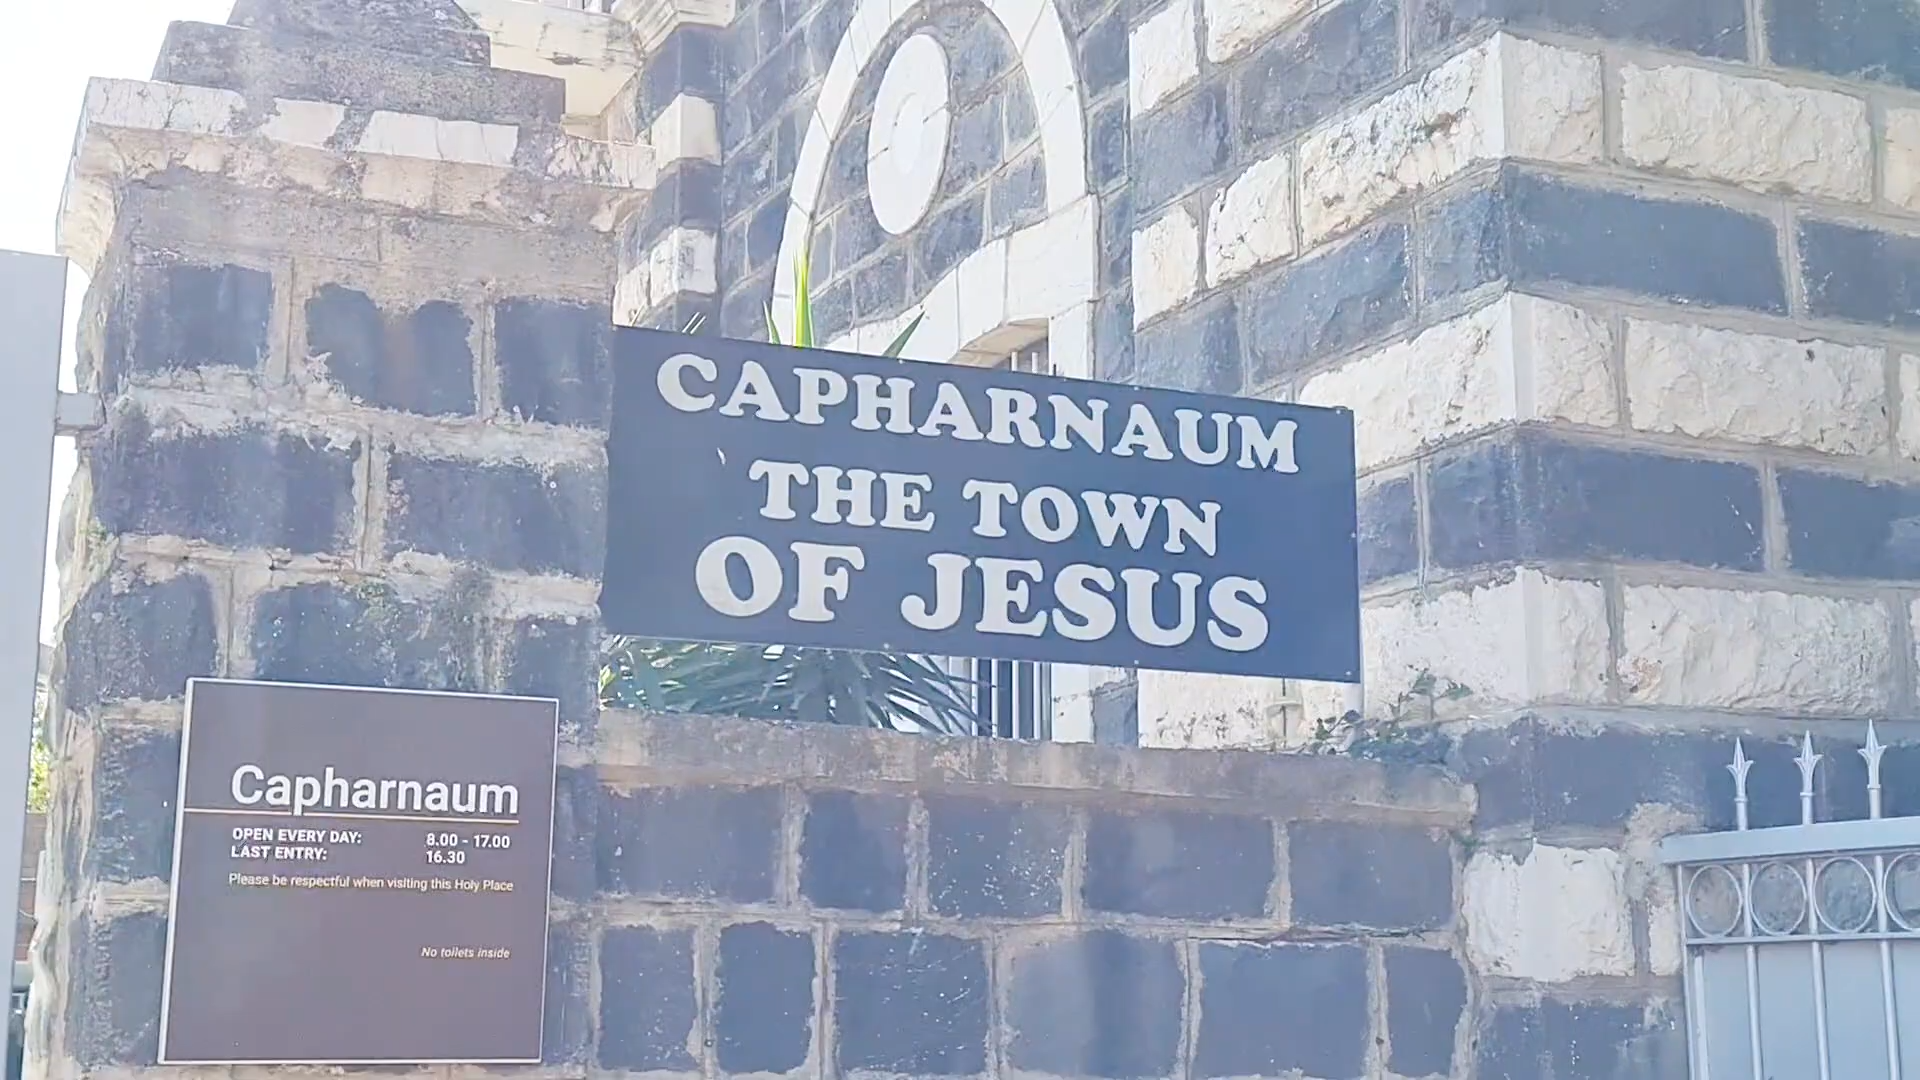 CAPHARNAUM
THE TOWN
OF JESUS
Capharnaum
OPEN EVERY DAY: 8.00 - 17.00
LAST ENTRY: 16.30
Please be respectful when visiting this Holy Place
No toilets inside